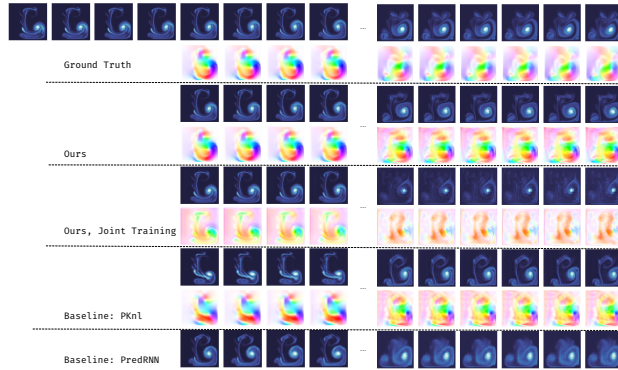 ...
Ground Truth
...
Ours
...
Ours, Joint Training
...
Baseline: PKnl
...
Baseline: PredRNN